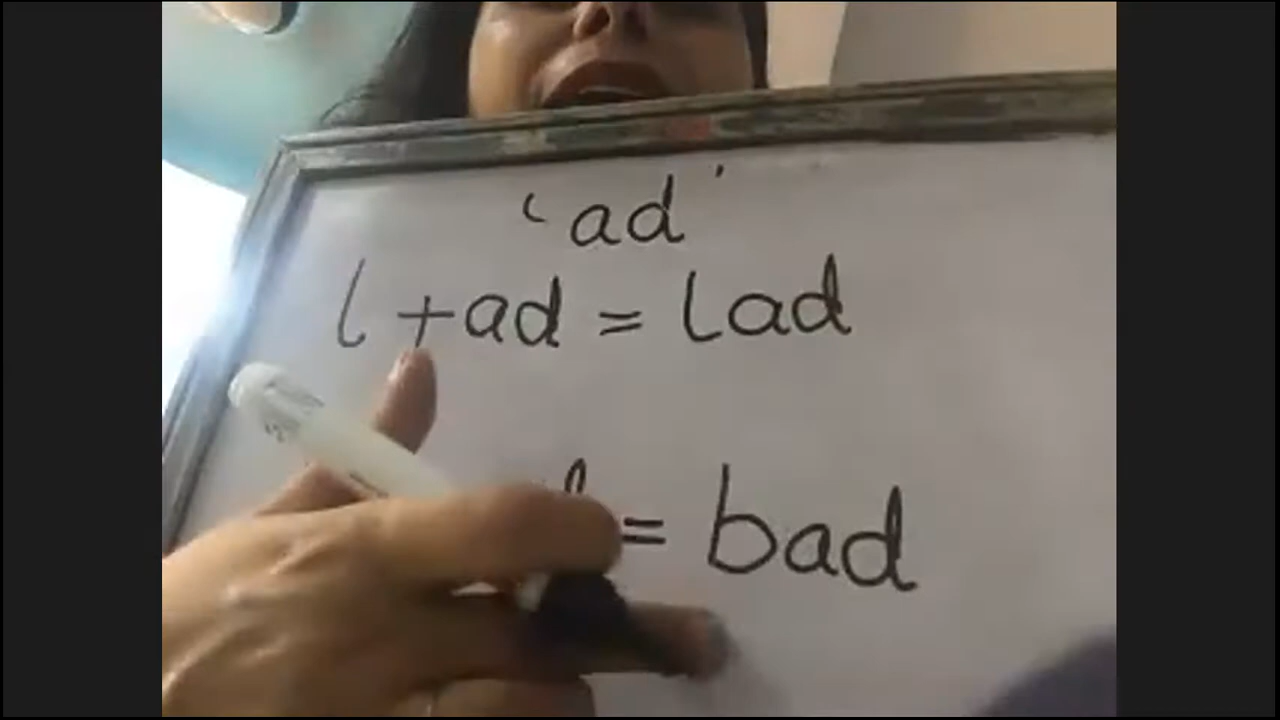 'ad'
l + ad = lad
= bad